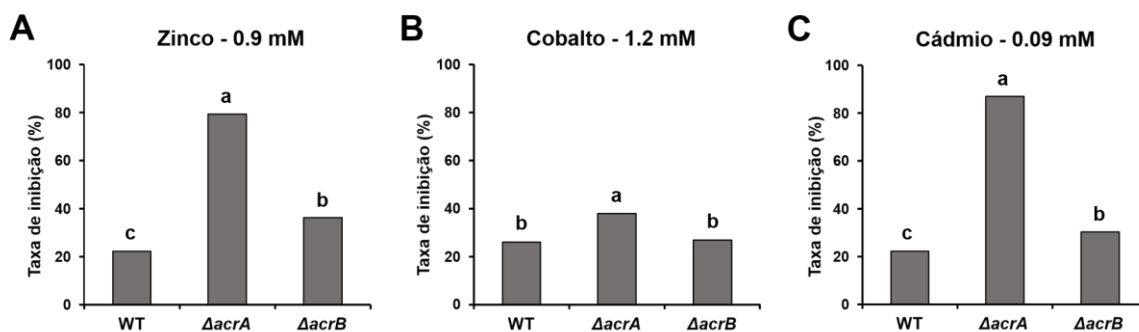 A
Zinco - 0.9 mM
Taxa de inibição (%)
100
80
60
40
20
0
c
a
b
WT
ΔacrA
ΔacrB
B
Cobalto - 1.2 mM
Taxa de inibição (%)
100
80
60
40
20
0
b
a
b
WT
ΔacrA
ΔacrB
C
Cádmio - 0.09 mM
Taxa de inibição (%)
100
80
60
40
20
0
c
a
b
WT
ΔacrA
ΔacrB